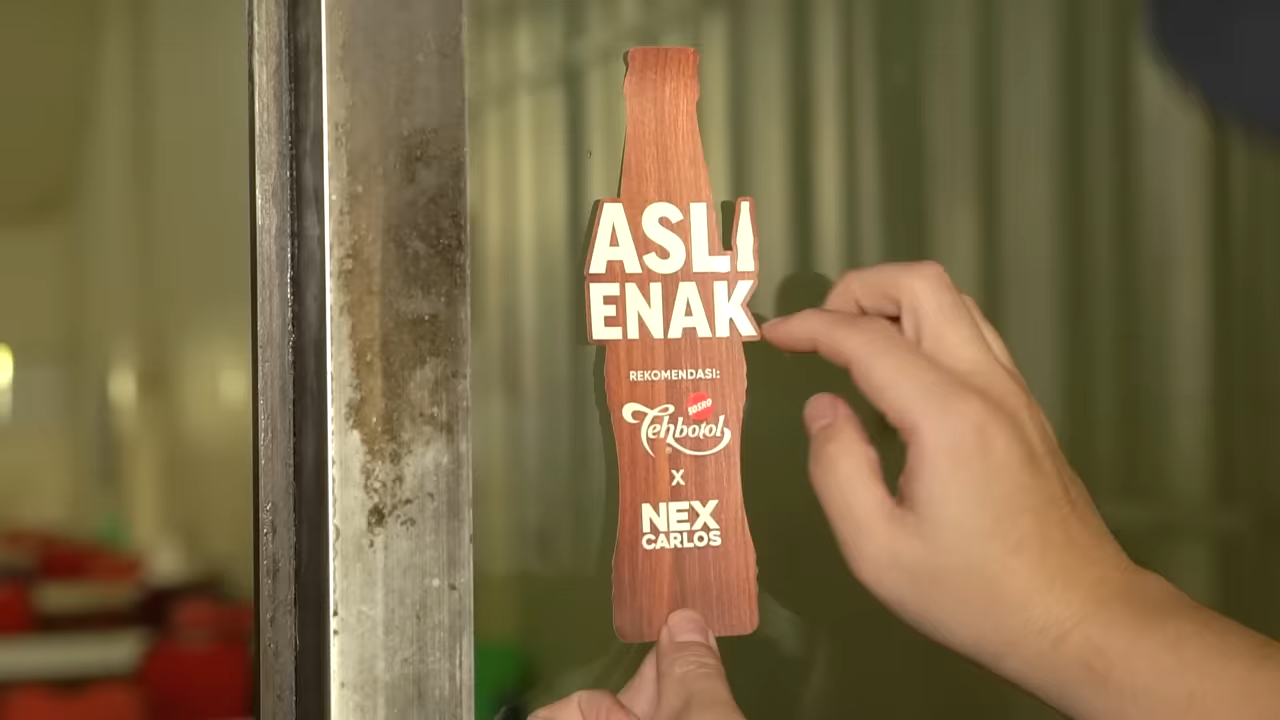 ASLI
ENAK
REKOMENDASI:
SOSRO
Tehbotol
X
NEX
CARLOS